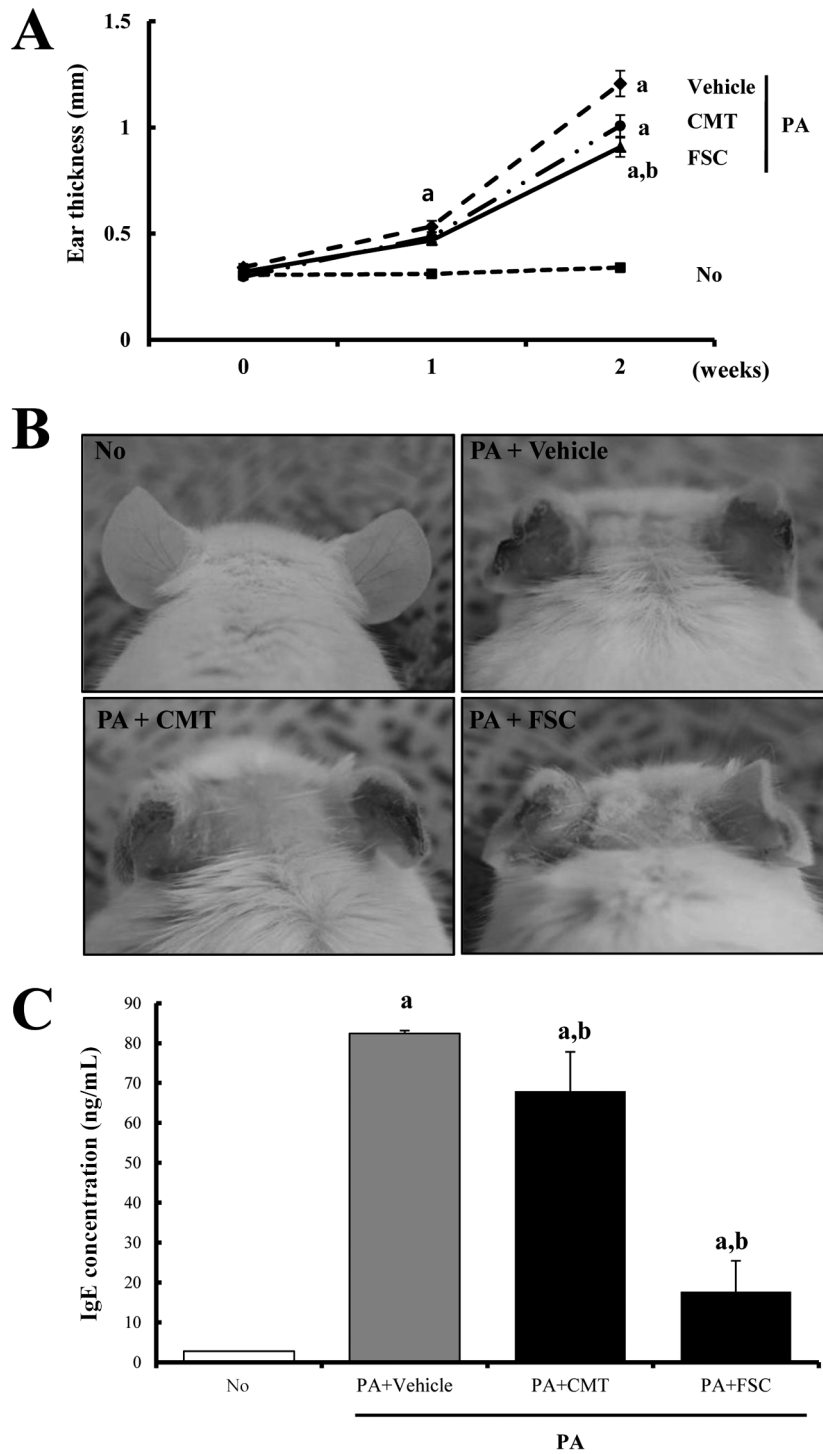 A
Ear thickness (mm)
1.5
1
0.5
0
a
a
a
a,b
Vehicle
CMT
FSC
PA
No
0
1
2
(weeks)
B
No
PA + Vehicle
PA + CMT
PA + FSC
C
IgE concentration (ng/mL)
90
80
70
60
50
40
30
20
10
0
a
a,b
a,b
No
PA+Vehicle
PA+CMT
PA+FSC
PA